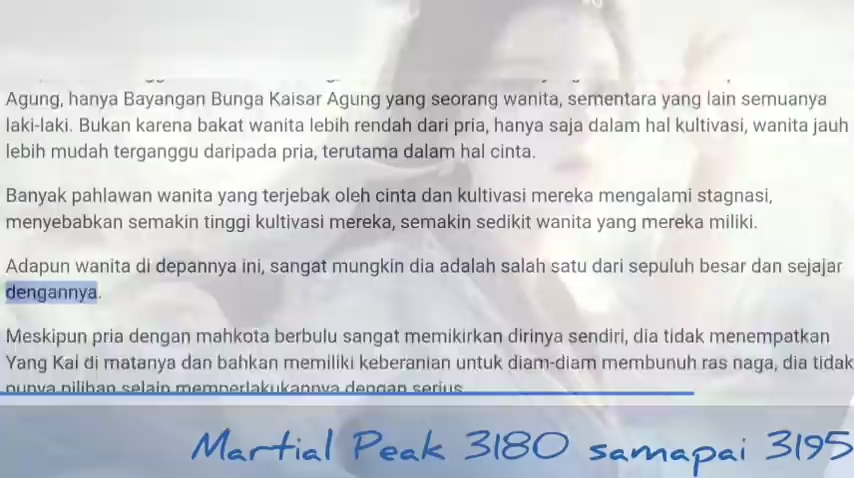 Agung, hanya Bayangan Bunga Kaisar Agung yang seorang wanita, sementara yang lain semuanya
laki-laki. Bukan karena bakat wanita lebih rendah dari pria, hanya saja dalam hal kultivasi, wanita jauh
lebih mudah terganggu daripada pria, terutama dalam hal cinta.
Banyak pahlawan wanita yang terjebak oleh cinta dan kultivasi mereka mengalami stagnasi,
menyebabkan semakin tinggi kultivasi mereka, semakin sedikit wanita yang mereka miliki.
Adapun wanita di depannya ini, sangat mungkin dia adalah salah satu dari sepuluh besar dan sejajar
dengannya.
Meskipun pria dengan mahkota berbulu sangat memikirkan dirinya sendiri, dia tidak menempatkan
Yang Kai di matanya dan bahkan memiliki keberanian untuk diam-diam membunuh ras naga, dia tidak
punya pilihan selain memperlakukannya dengan serius
Martial Peak 3180 samapai 3195